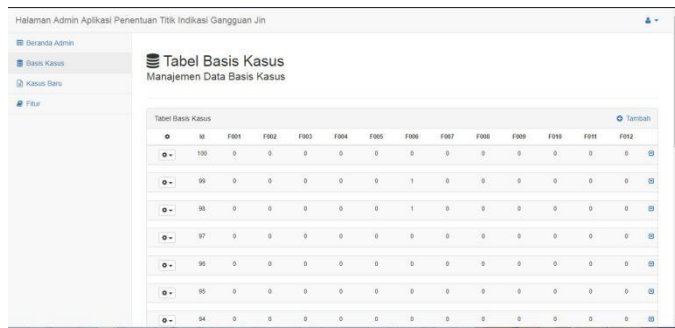 Halaman Admin Aplikasi Penentuan Titik Indikasi Gangguan Jin
Beranda Admin
Basis Kasus
Kasus Baru
Fitur
Tabel Basis Kasus
Manajemen Data Basis Kasus
Tabel Basis Kasus Tambah
Id F001 F002 F003 F004 F005 F006 F007 F008 F009 F010 F011 F012
100 0 0 0 0 0 0 0 0 0 0 0 0
99 0 0 0 0 0 1 0 0 0 0 0 0
98 0 0 0 0 0 1 0 0 0 0 0 0
97 0 0 0 0 0 0 0 0 0 0 0 0
96 0 0 0 0 0 0 0 0 0 0 0 0
95 0 0 0 0 0 0 0 0 0 0 0 0
94 0 0 0 0 0 0 0 0 0 0 0 0